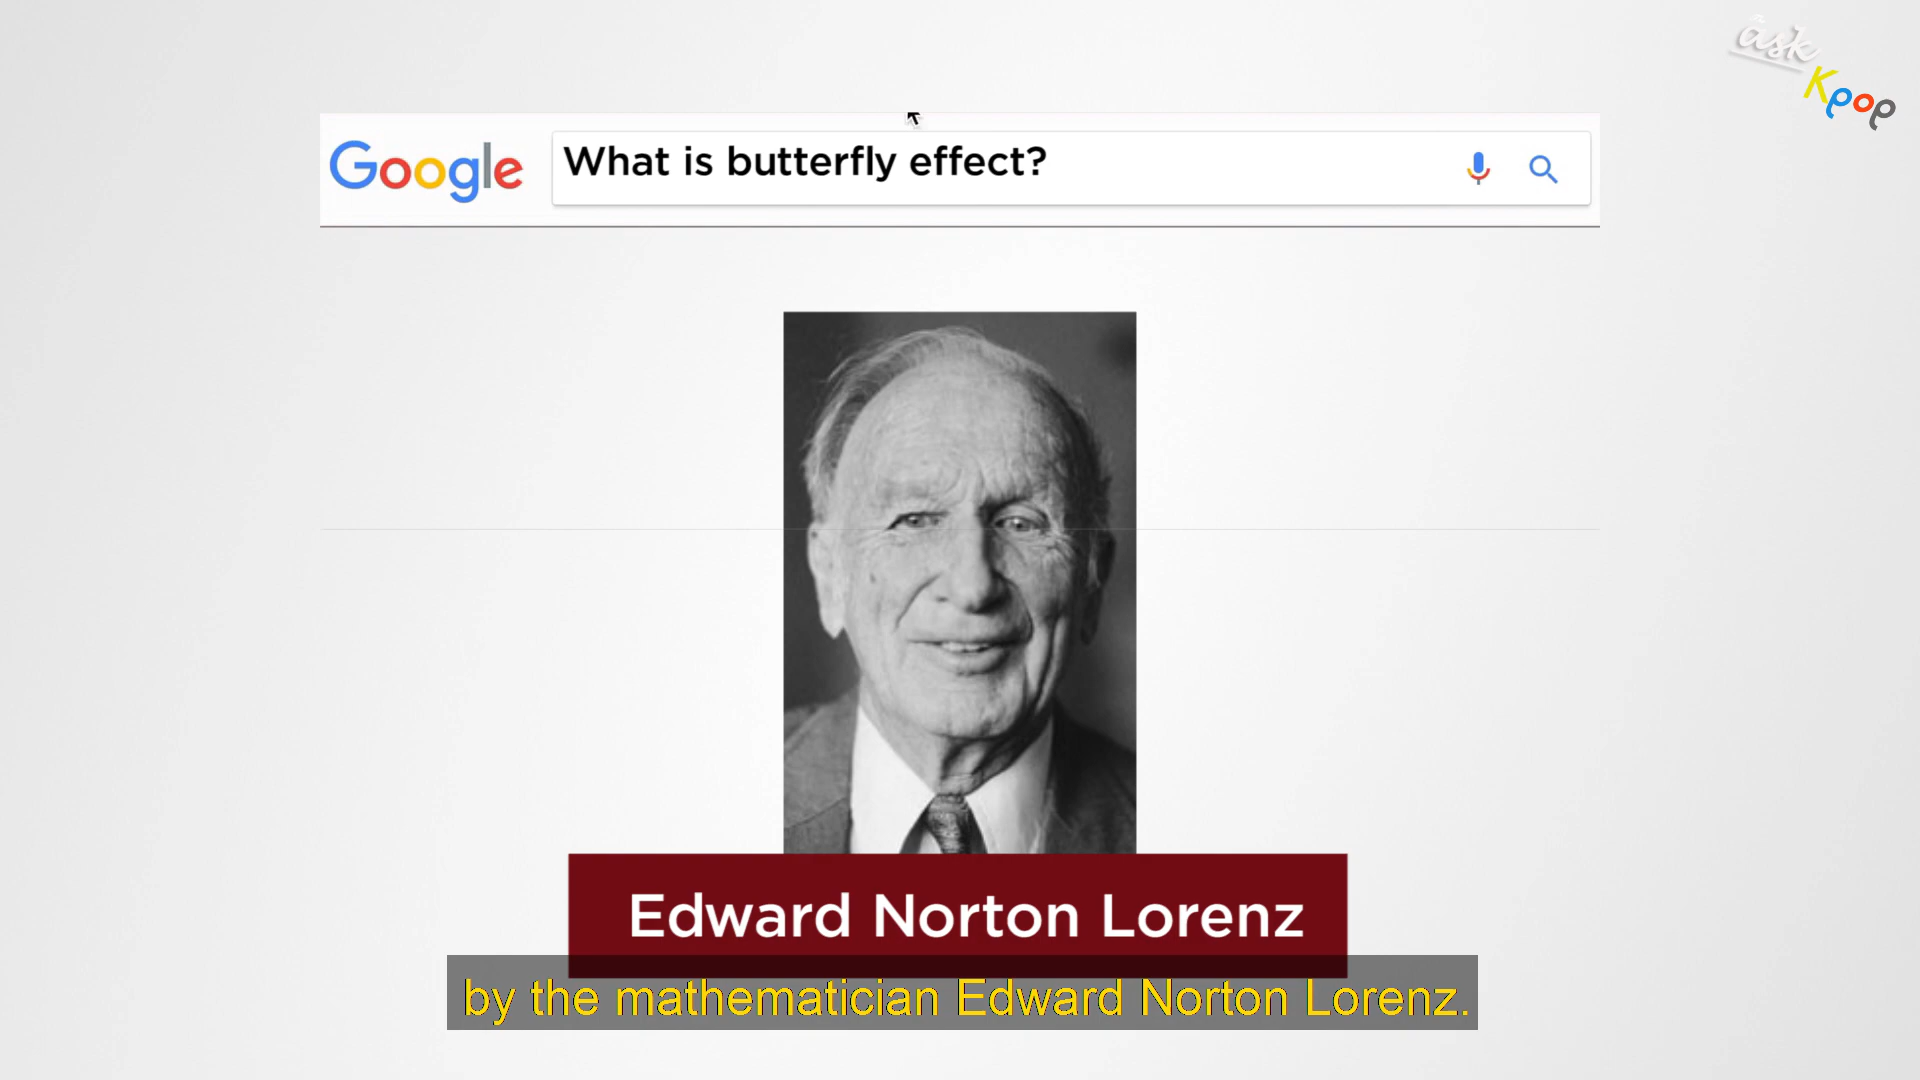 ask
Kpop
Google
What is butterfly effect?
Edward Norton Lorenz
by the mathematician Edward Norton Lorenz.